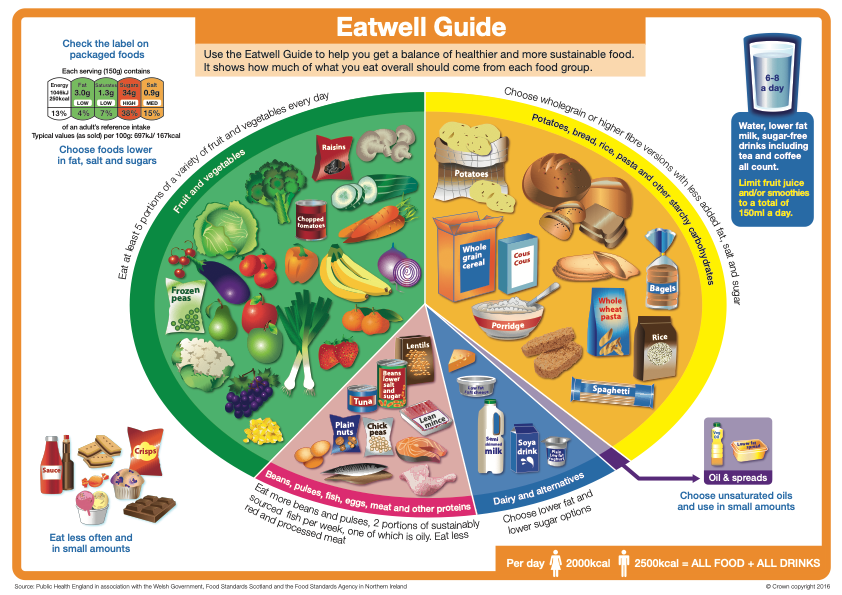 Eatwell Guide
Use the Eatwell Guide to help you get a balance of healthier and more sustainable food.
It shows how much of what you eat overall should come from each food group.
Check the label on
packaged foods
Each serving (150g) contains
Energy
1046kJ
250kcal
13%
Fat
3.0g
LOW
4%
Saturates
1.3g
LOW
7%
Sugars
34g
HIGH
38%
Salt
0.9g
MED
15%
of an adult's reference intake
Typical values (as sold) per 100g: 697kJ/ 167kcal
Choose foods lower
in fat, salt and sugars
6-8
a day
Water, lower fat
milk, sugar-free
drinks including
tea and coffee
all count.
Limit fruit juice
and/or smoothies
to a total of
150ml a day.
Eat at least 5 portions of a variety of fruit and vegetables every day
Fruit and vegetables
Raisins
Chopped
tomatoes
Frozen
peas
Choose wholegrain or higher fibre versions with less added fat, salt and sugar
Potatoes, bread, rice, pasta and other starchy carbohydrates
Potatoes
Whole
grain
cereal
Cous
Cous
Bagels
Porridge
Whole
wheat
pasta
Rice
Spaghetti
Lentils
Beans
lower
salt
and
sugar
Tuna
Plain
nuts
Chick
peas
Lean
mince
Beans, pulses, fish, eggs, meat and other proteins
Eat more beans and pulses, 2 portions of sustainably
sourced fish per week, one of which is oily. Eat less
red and processed meat
Semi
skimmed
milk
Soya
drink
Dairy and alternatives
Choose lower fat and
lower sugar options
Veg
Oil
Lower fat
spread
Oil & spreads
Choose unsaturated oils
and use in small amounts
Sauce
Crisps
Eat less often and
in small amounts
Per day 2000kcal 2500kcal = ALL FOOD + ALL DRINKS
Source: Public Health England in association with the Welsh Government, Food Standards Scotland and the Food Standards Agency in Northern Ireland
© Crown copyright 2016